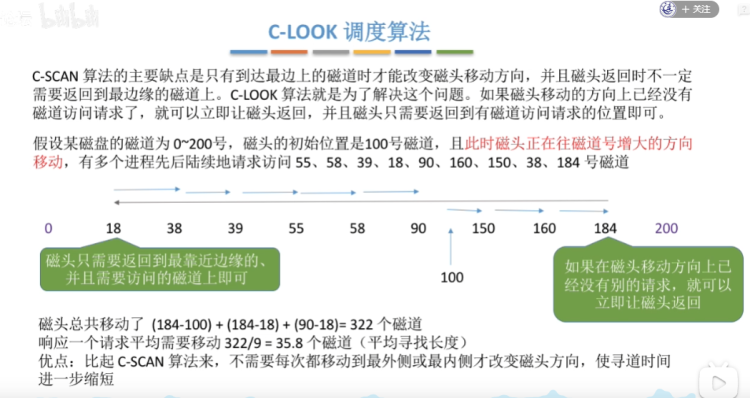 + 关注
C-LOOK 调度算法
C-SCAN 算法的主要缺点是只有到达最边上的磁道时才能改变磁头移动方向，并且磁头返回时不一定
需要返回到最边缘的磁道上。C-LOOK 算法就是为了解决这个问题。如果磁头移动的方向上已经没有
磁道访问请求了，就可以立即让磁头返回，并且磁头只需要返回到有磁道访问请求的位置即可。
假设某磁盘的磁道为 0~200号，磁头的初始位置是100号磁道，且此时磁头正在往磁道号增大的方向
移动，有多个进程先后陆续地请求访问 55、58、39、18、90、160、150、38、184 号磁道
0 18 38 39 55 58 90 150 160 184 200
100
磁头只需要返回到最靠近边缘的、
并且需要访问的磁道上即可
如果在磁头移动方向上已
经没有别的请求，就可以
立即让磁头返回
磁头总共移动了 (184-100) + (184-18) + (90-18)= 322 个磁道
响应一个请求平均需要移动 322/9 = 35.8 个磁道（平均寻找长度）
优点：比起 C-SCAN 算法来，不需要每次都移动到最外侧或最内侧才改变磁头方向，使寻道时间
进一步缩短